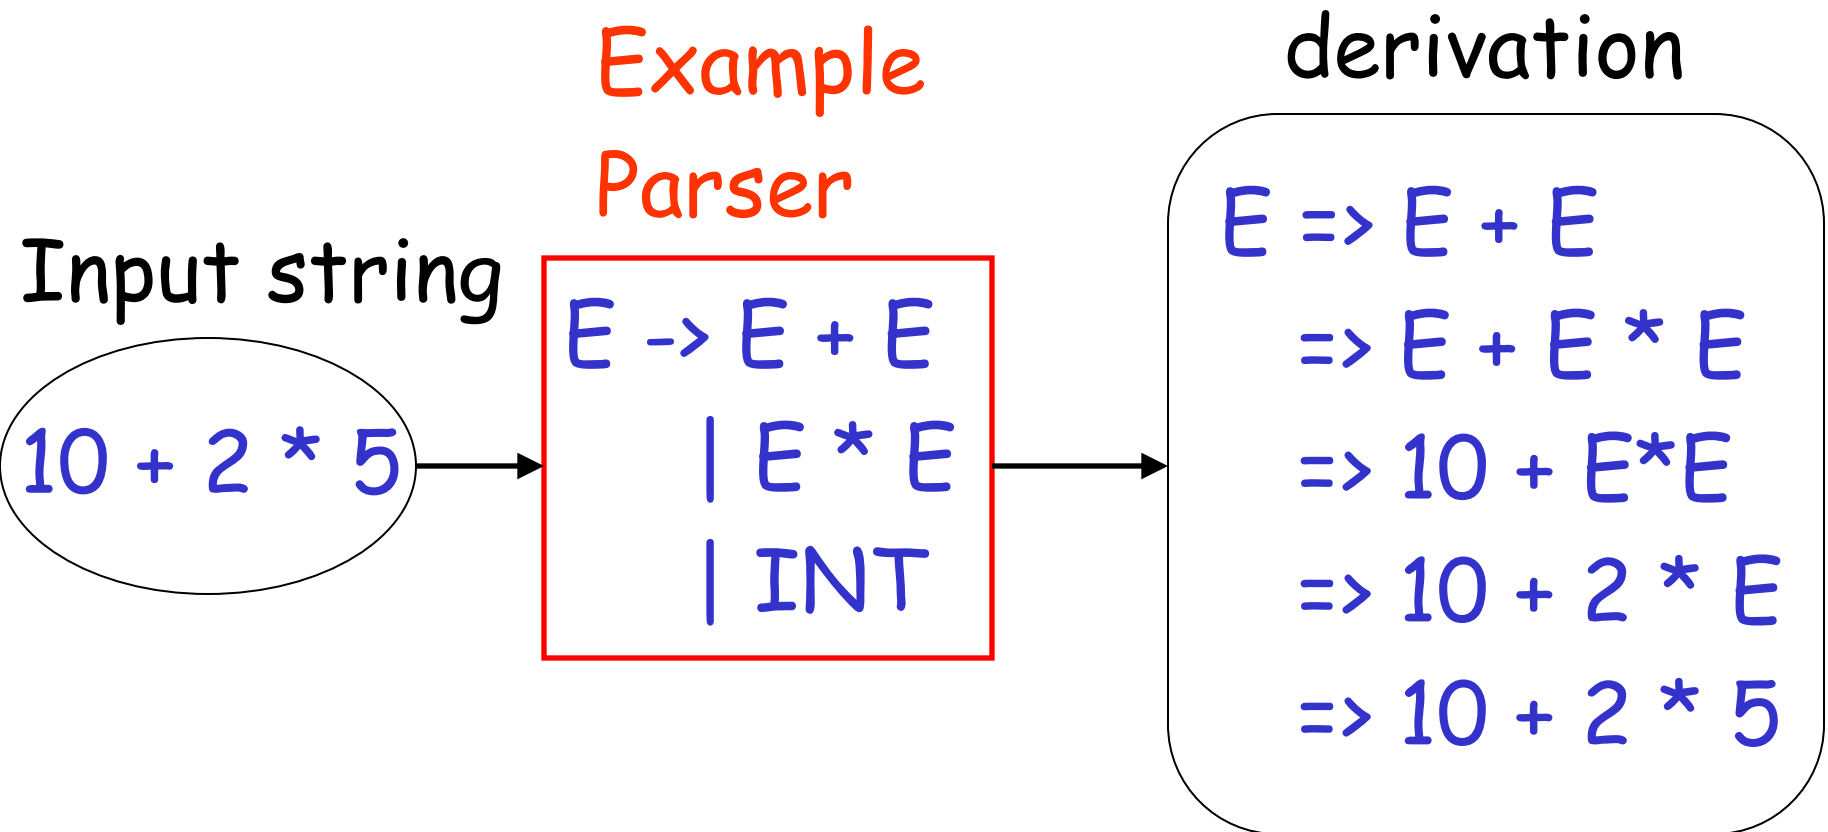 Example
Parser
derivation
Input string
10 + 2 * 5
E -> E + E
| E * E
| INT
E => E + E
=> E + E * E
=> 10 + E*E
=> 10 + 2 * E
=> 10 + 2 * 5